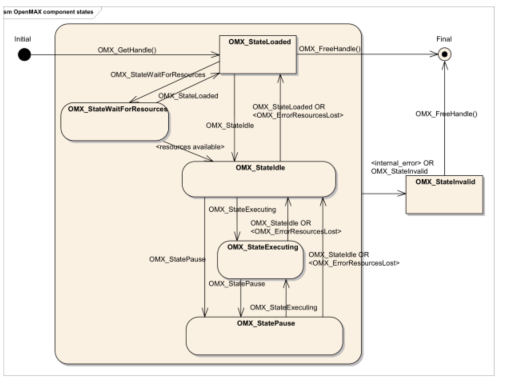 sm OpenMAX component states
Initial
Final
OMX_GetHandle()
OMX_StateLoaded
OMX_FreeHandle()
OMX_StateWaitForResources
OMX_StateLoaded
OMX_StateWaitForResources
OMX_StateLoaded OR
<OMX_ErrorResourcesLost>
OMX_FreeHandle()
OMX_StateIdle
<resources available>
<internal_error> OR
OMX_StateInvalid
OMX_StateIdle
OMX_StateInvalid
OMX_StateExecuting
OMX_StateIdle OR
<OMX_ErrorResourcesLost>
OMX_StateExecuting
OMX_StateIdle OR
<OMX_ErrorResourcesLost>
OMX_StatePause
OMX_StatePause
OMX_StateExecuting
OMX_StatePause